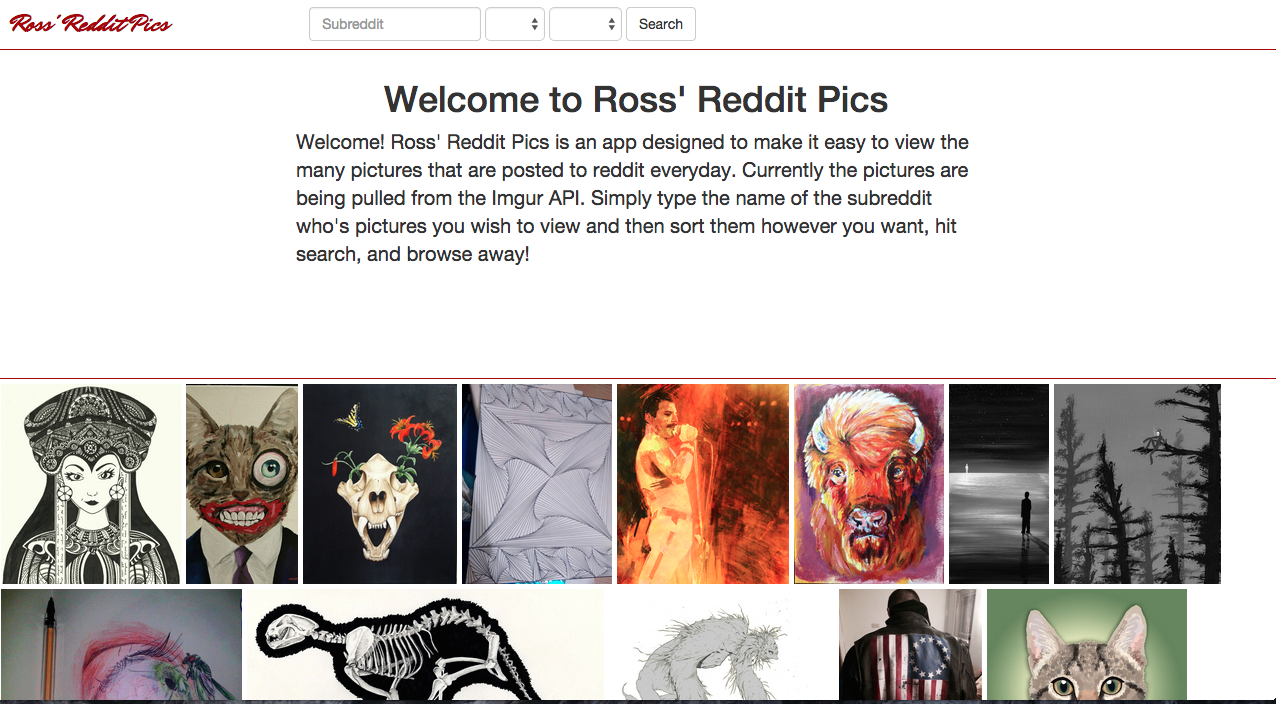 Ross' Reddit Pics
Subreddit
Search
Welcome to Ross' Reddit Pics
Welcome! Ross' Reddit Pics is an app designed to make it easy to view the
many pictures that are posted to reddit everyday. Currently the pictures are
being pulled from the Imgur API. Simply type the name of the subreddit
who's pictures you wish to view and then sort them however you want, hit
search, and browse away!